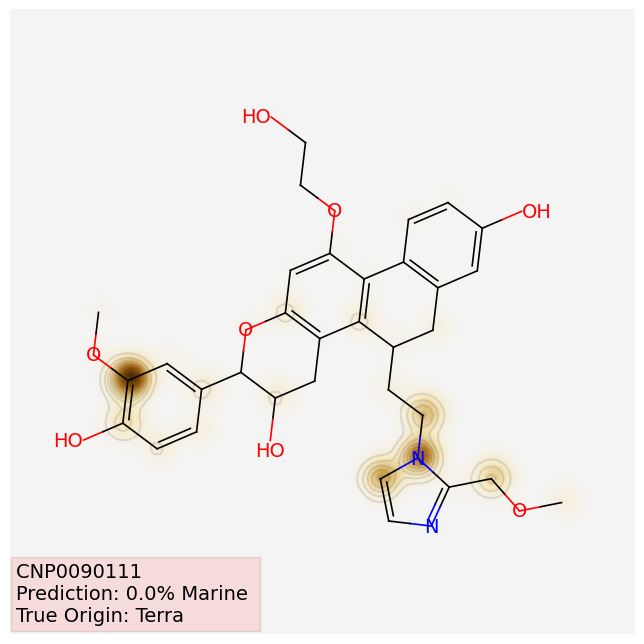 HO
O
OH
O
O
HO
HO
N
N
O
CNP0090111
Prediction: 0.0% Marine
True Origin: Terra